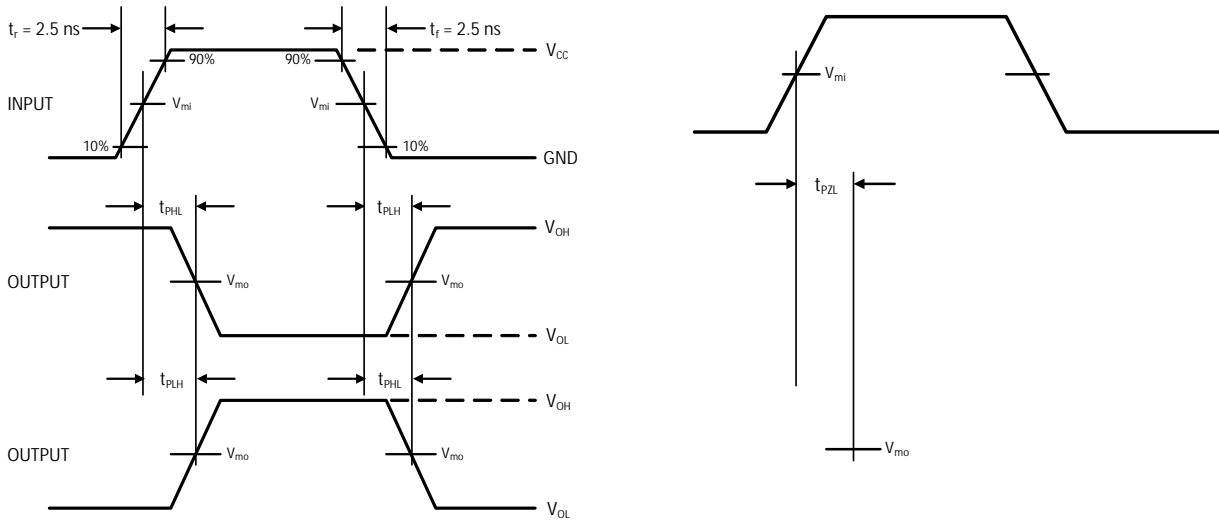 tr = 2.5 ns
tf = 2.5 ns
VCC
90%
90%
INPUT
Vmi
Vmi
10%
10%
GND
tPHL
tPLH
VOH
OUTPUT
Vmo
Vmo
VOL
tPLH
tPHL
VOH
OUTPUT
Vmo
Vmo
VOL
Vmi
tPZL
Vmo